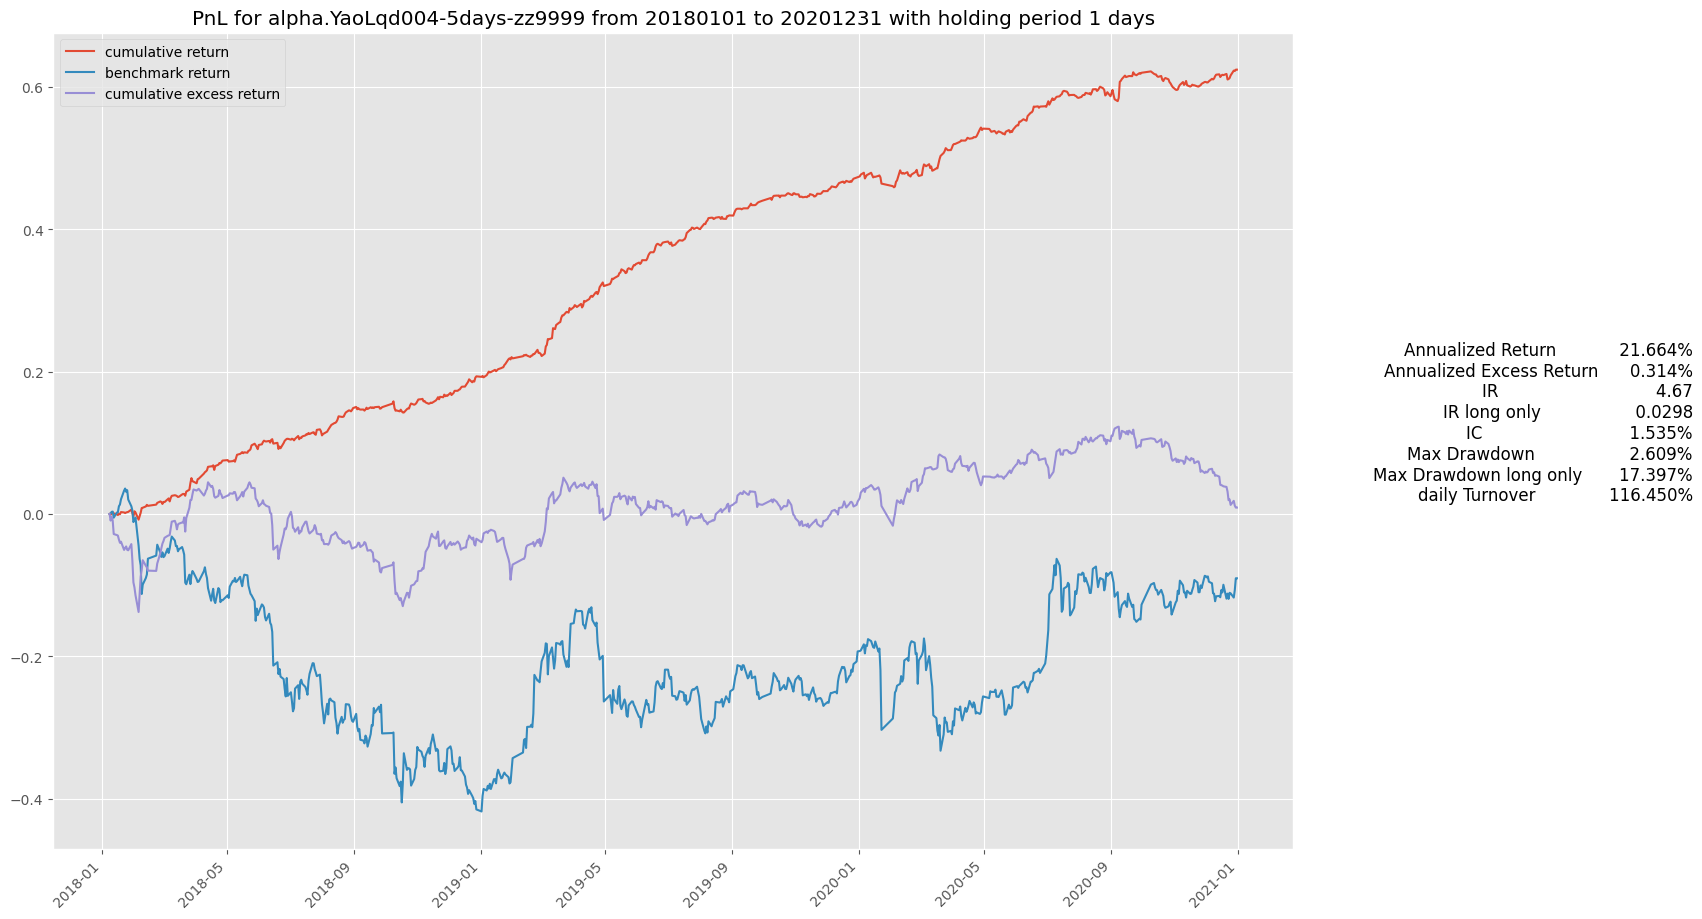 PnL for alpha.YaoLqd004-5days-zz9999 from 20180101 to 20201231 with holding period 1 days
cumulative return
benchmark return
cumulative excess return
0.6
0.4
0.2
0.0
−0.2
−0.4
2018-01
2018-05
2018-09
2019-01
2019-05
2019-09
2020-01
2020-05
2020-09
2021-01
Annualized Return 21.664%
Annualized Excess Return 0.314%
IR 4.67
IR long only 0.0298
IC 1.535%
Max Drawdown 2.609%
Max Drawdown long only 17.397%
daily Turnover 116.450%